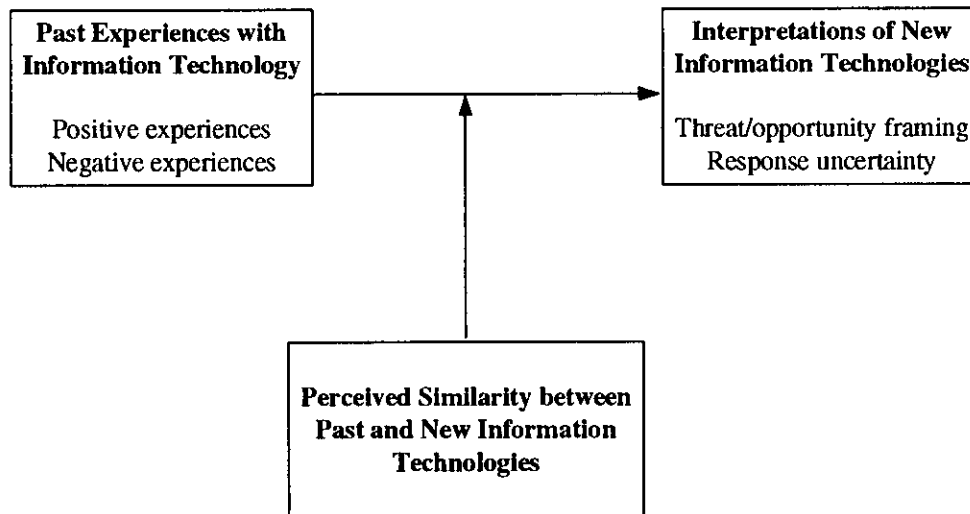 Past Experiences with
Information Technology
Positive experiences
Negative experiences
Interpretations of New
Information Technologies
Threat/opportunity framing
Response uncertainty
Perceived Similarity between
Past and New Information
Technologies